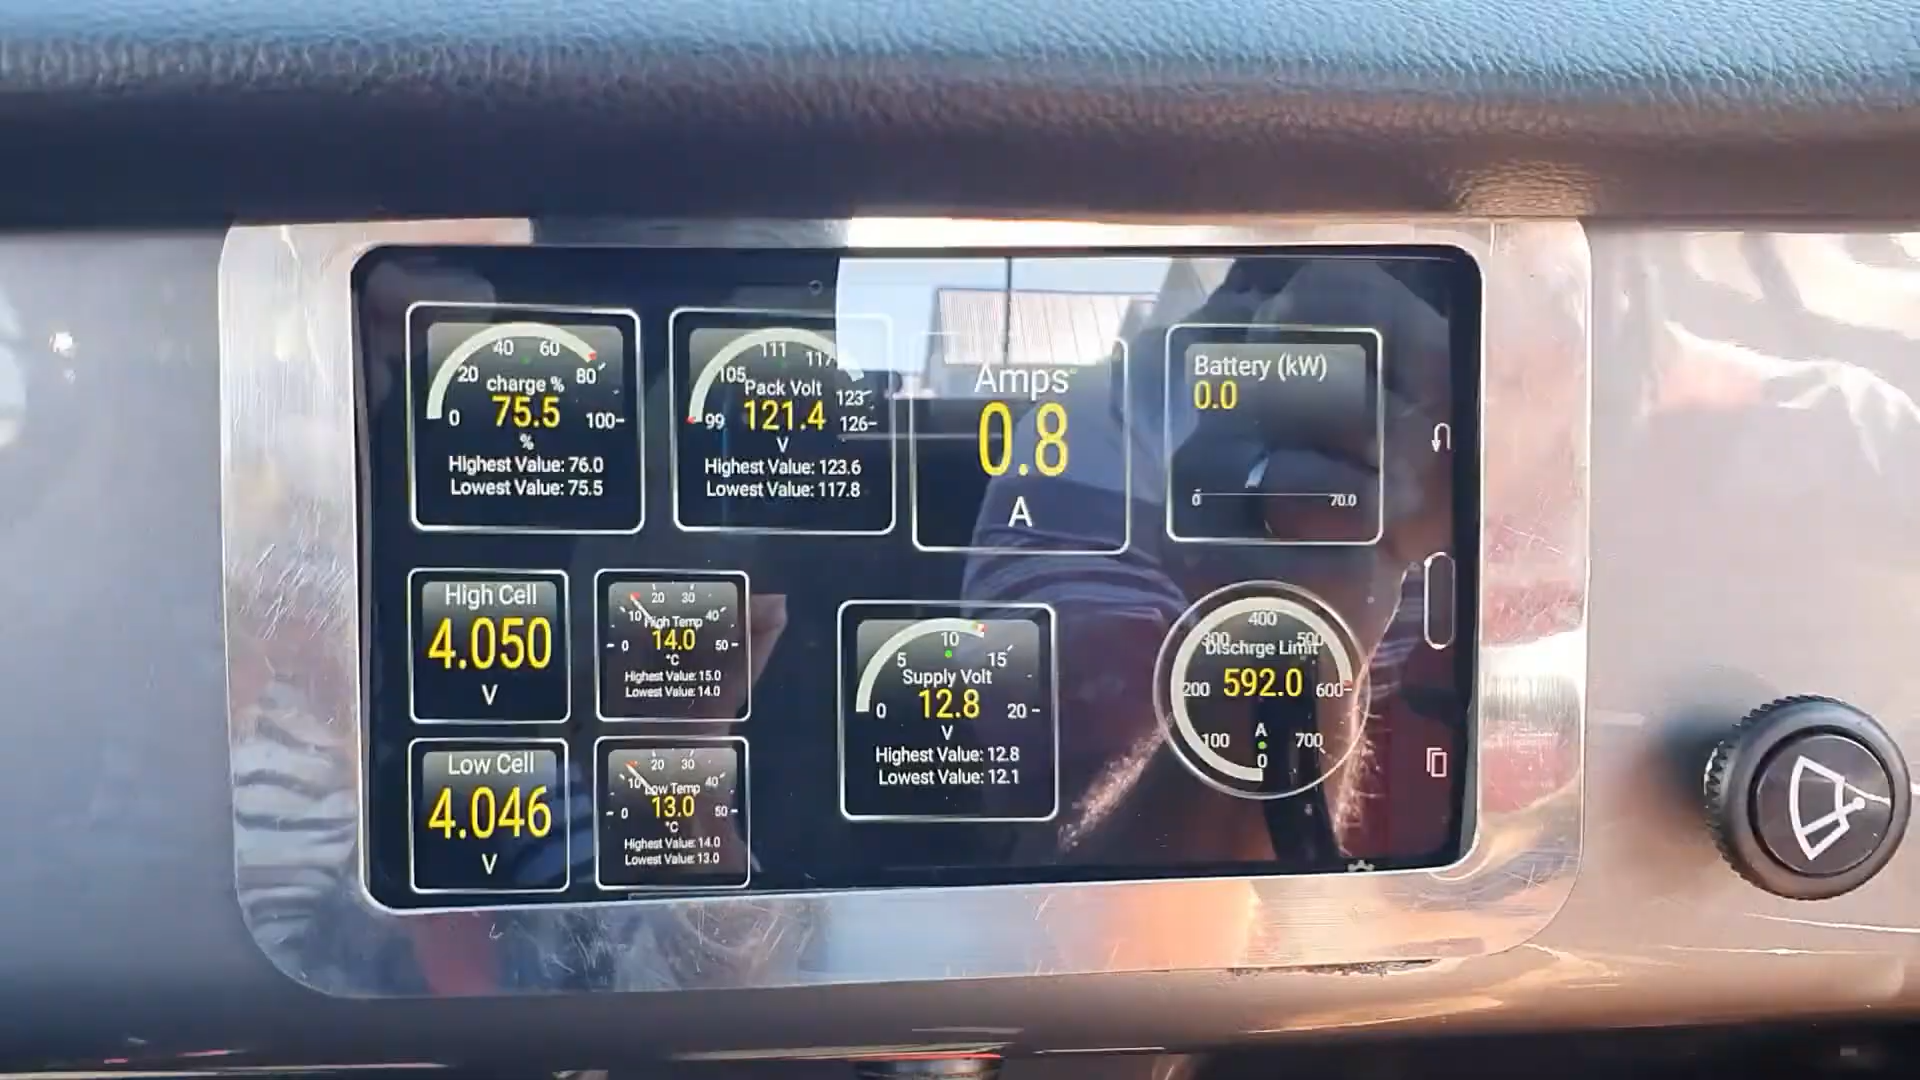 40 60
20 80
charge %
0 75.5 100
%
Highest Value: 76.0
Lowest Value: 75.5
111 117
105 123
Pack Volt
99 121.4 126
V
Highest Value: 123.6
Lowest Value: 117.8
Amps
0.8
A
Battery (kW)
0.0
0 70.0
High Cell
4.050
V
20 30
10 40
High Temp
0 14.0 50
°C
Highest Value: 15.0
Lowest Value: 14.0
Low Cell
4.046
V
20 30
10 40
Low Temp
0 13.0 50
°C
Highest Value: 14.0
Lowest Value: 13.0
10
5 15
Supply Volt
0 12.8 20
V
Highest Value: 12.8
Lowest Value: 12.1
400
300 500
Dischrge Limit
200 592.0 600
100 A 700
0